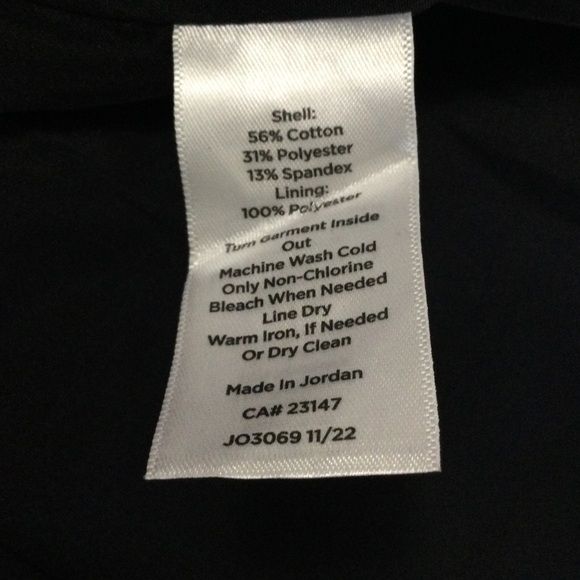 Shell:
56% Cotton
31% Polyester
13% Spandex
Lining:
100% Polyester
Turn Garment Inside
Out
Machine Wash Cold
Only Non-Chlorine
Bleach When Needed
Line Dry
Warm Iron, If Needed
Or Dry Clean
Made In Jordan
CA# 23147
JO3069 11/22